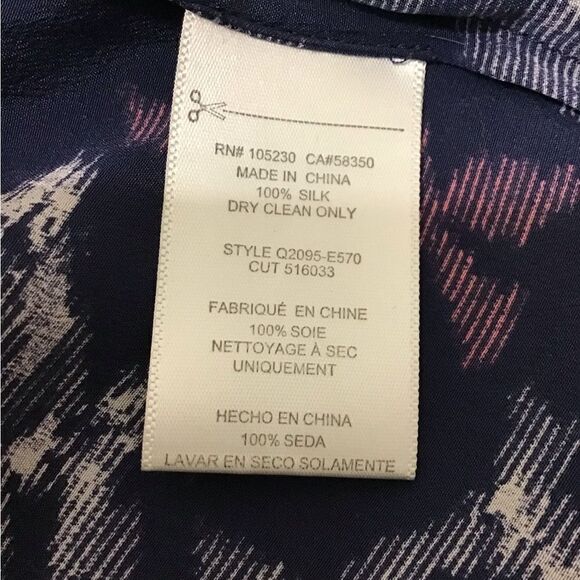 RN# 105230 CA#58350
MADE IN CHINA
100% SILK
DRY CLEAN ONLY
STYLE Q2095-E570
CUT 516033
FABRIQUÉ EN CHINE
100% SOIE
NETTOYAGE À SEC
UNIQUEMENT
HECHO EN CHINA
100% SEDA
LAVAR EN SECO SOLAMENTE